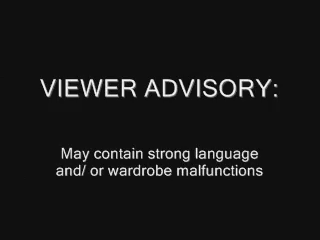 VIEWER ADVISORY:
May contain strong language
and/ or wardrobe malfunctions